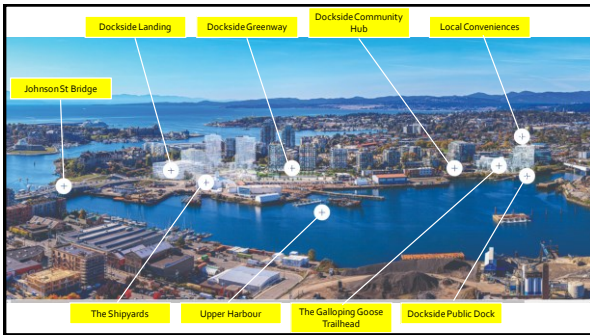 Dockside Landing
Dockside Greenway
Dockside Community
Hub
Local Conveniences
Johnson St Bridge
The Shipyards
Upper Harbour
The Galloping Goose
Trailhead
Dockside Public Dock